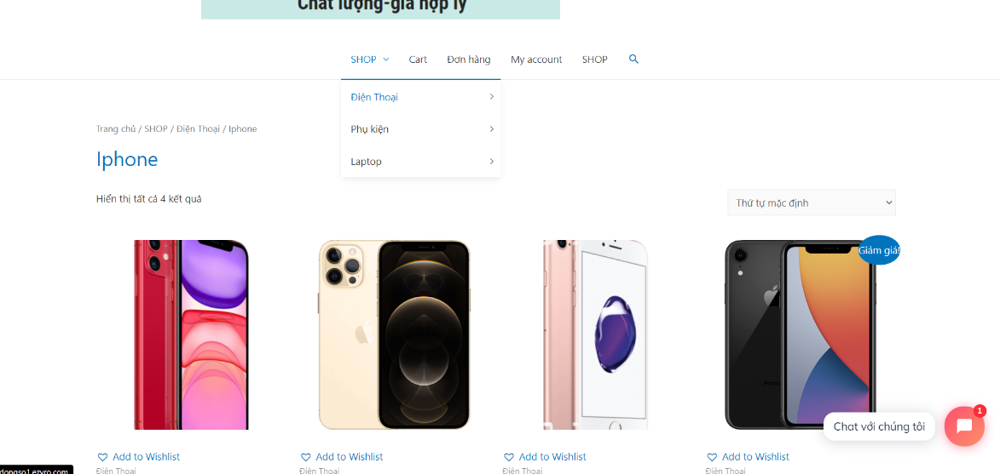 Chất lượng-giá hợp lý
SHOP Cart Đơn hàng My account SHOP
Điện Thoại
Phụ kiện
Laptop
Trang chủ / SHOP / Điện Thoại / Iphone
Iphone
Hiển thị tất cả 4 kết quả
Thứ tự mặc định
Giảm giá!
1
Chat với chúng tôi
Add to Wishlist Add to Wishlist Add to Wishlist Add to Wishlist
Điện Thoại Điện Thoại Điện Thoại Điện Thoại
dongso1.ezyro.com